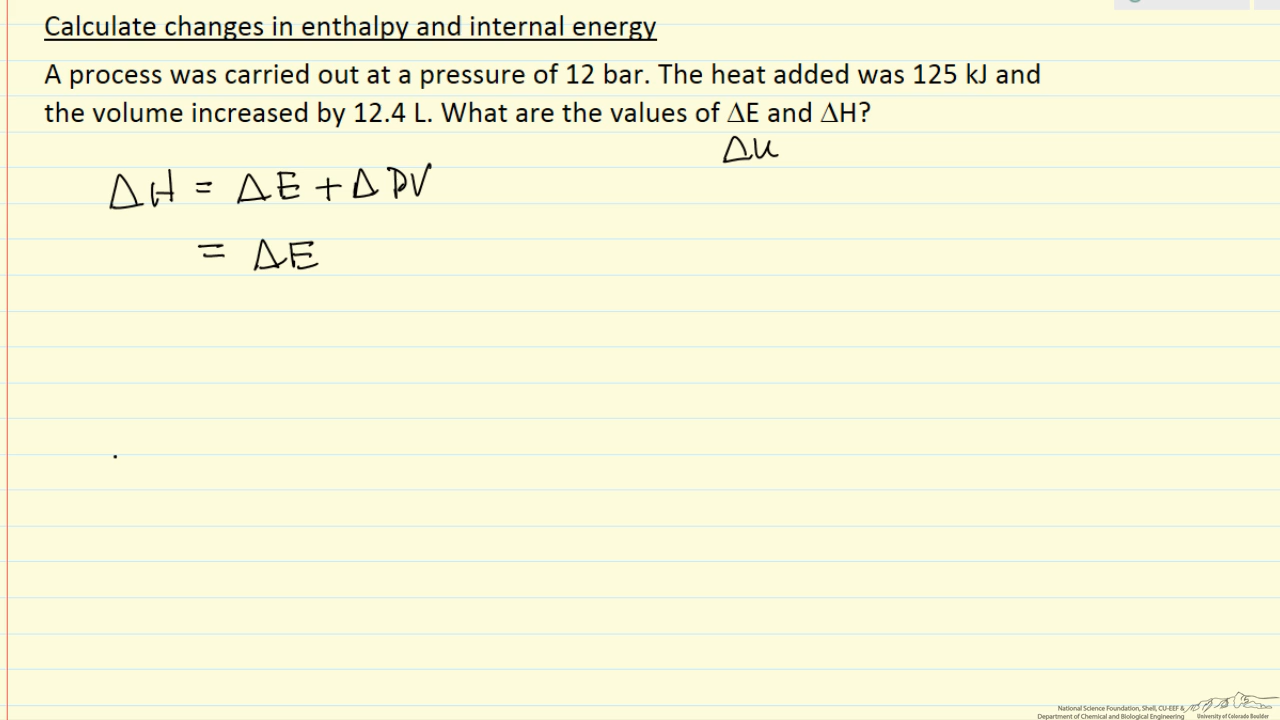 Calculate changes in enthalpy and internal energy
A process was carried out at a pressure of 12 bar. The heat added was 125 kJ and
the volume increased by 12.4 L. What are the values of ΔE and ΔH?
ΔU
ΔH = ΔE + ΔPV
= ΔE
National Science Foundation, Shell, CU-EEF &
Department of Chemical and Biological Engineering
University of Colorado Boulder